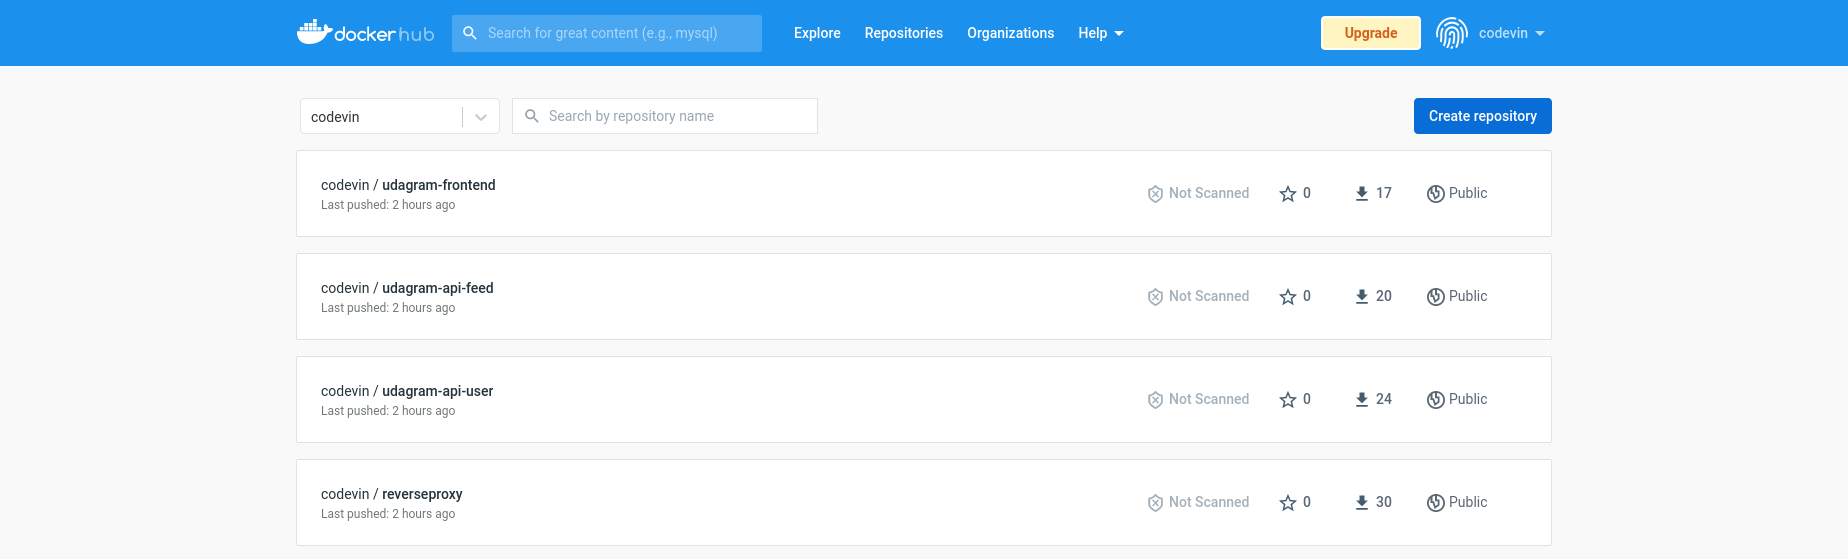 dockerhub Search for great content (e.g., mysql) Explore Repositories Organizations Help Upgrade codevin
codevin Search by repository name Create repository
codevin / udagram-frontend Not Scanned 0 17 Public
Last pushed: 2 hours ago
codevin / udagram-api-feed Not Scanned 0 20 Public
Last pushed: 2 hours ago
codevin / udagram-api-user Not Scanned 0 24 Public
Last pushed: 2 hours ago
codevin / reverseproxy Not Scanned 0 30 Public
Last pushed: 2 hours ago